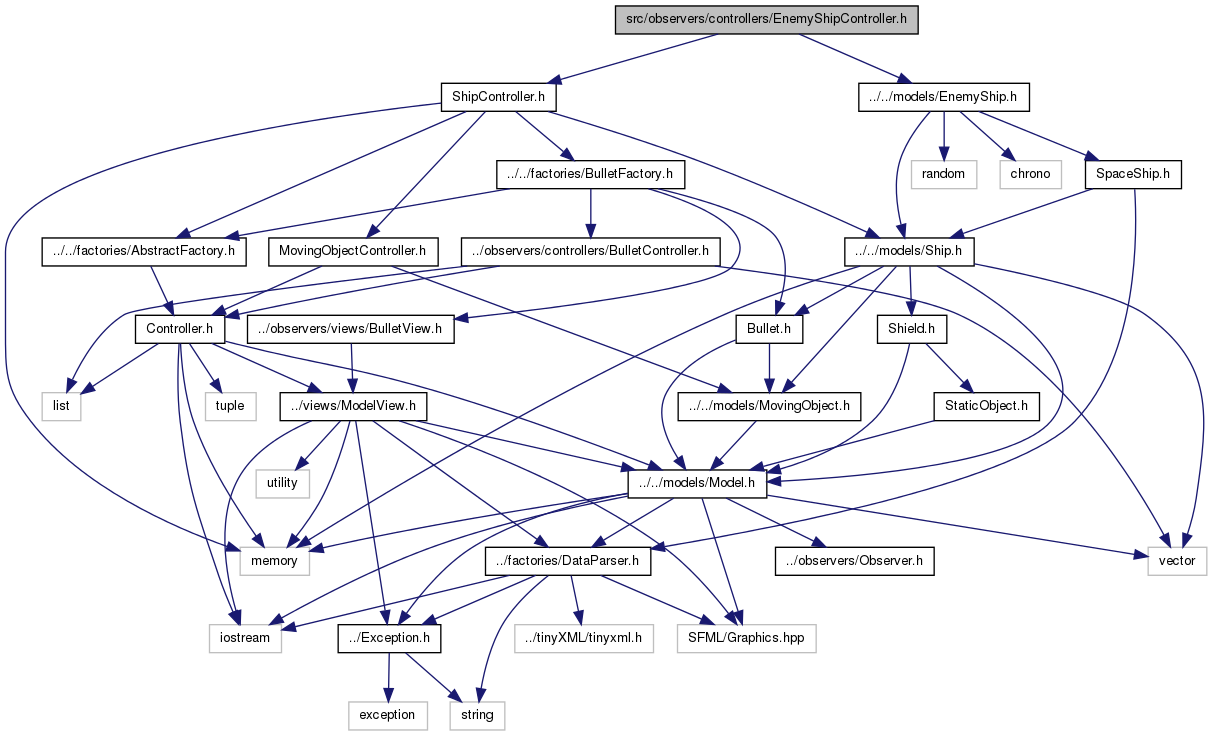 src/observers/controllers/EnemyShipController.h
ShipController.h
../../models/EnemyShip.h
../../factories/BulletFactory.h
random
chrono
SpaceShip.h
../../factories/AbstractFactory.h
MovingObjectController.h
../observers/controllers/BulletController.h
../../models/Ship.h
Controller.h
../observers/views/BulletView.h
Bullet.h
Shield.h
list
tuple
../views/ModelView.h
../../models/MovingObject.h
StaticObject.h
utility
../../models/Model.h
memory
../factories/DataParser.h
../observers/Observer.h
vector
iostream
../Exception.h
../tinyXML/tinyxml.h
SFML/Graphics.hpp
exception
string